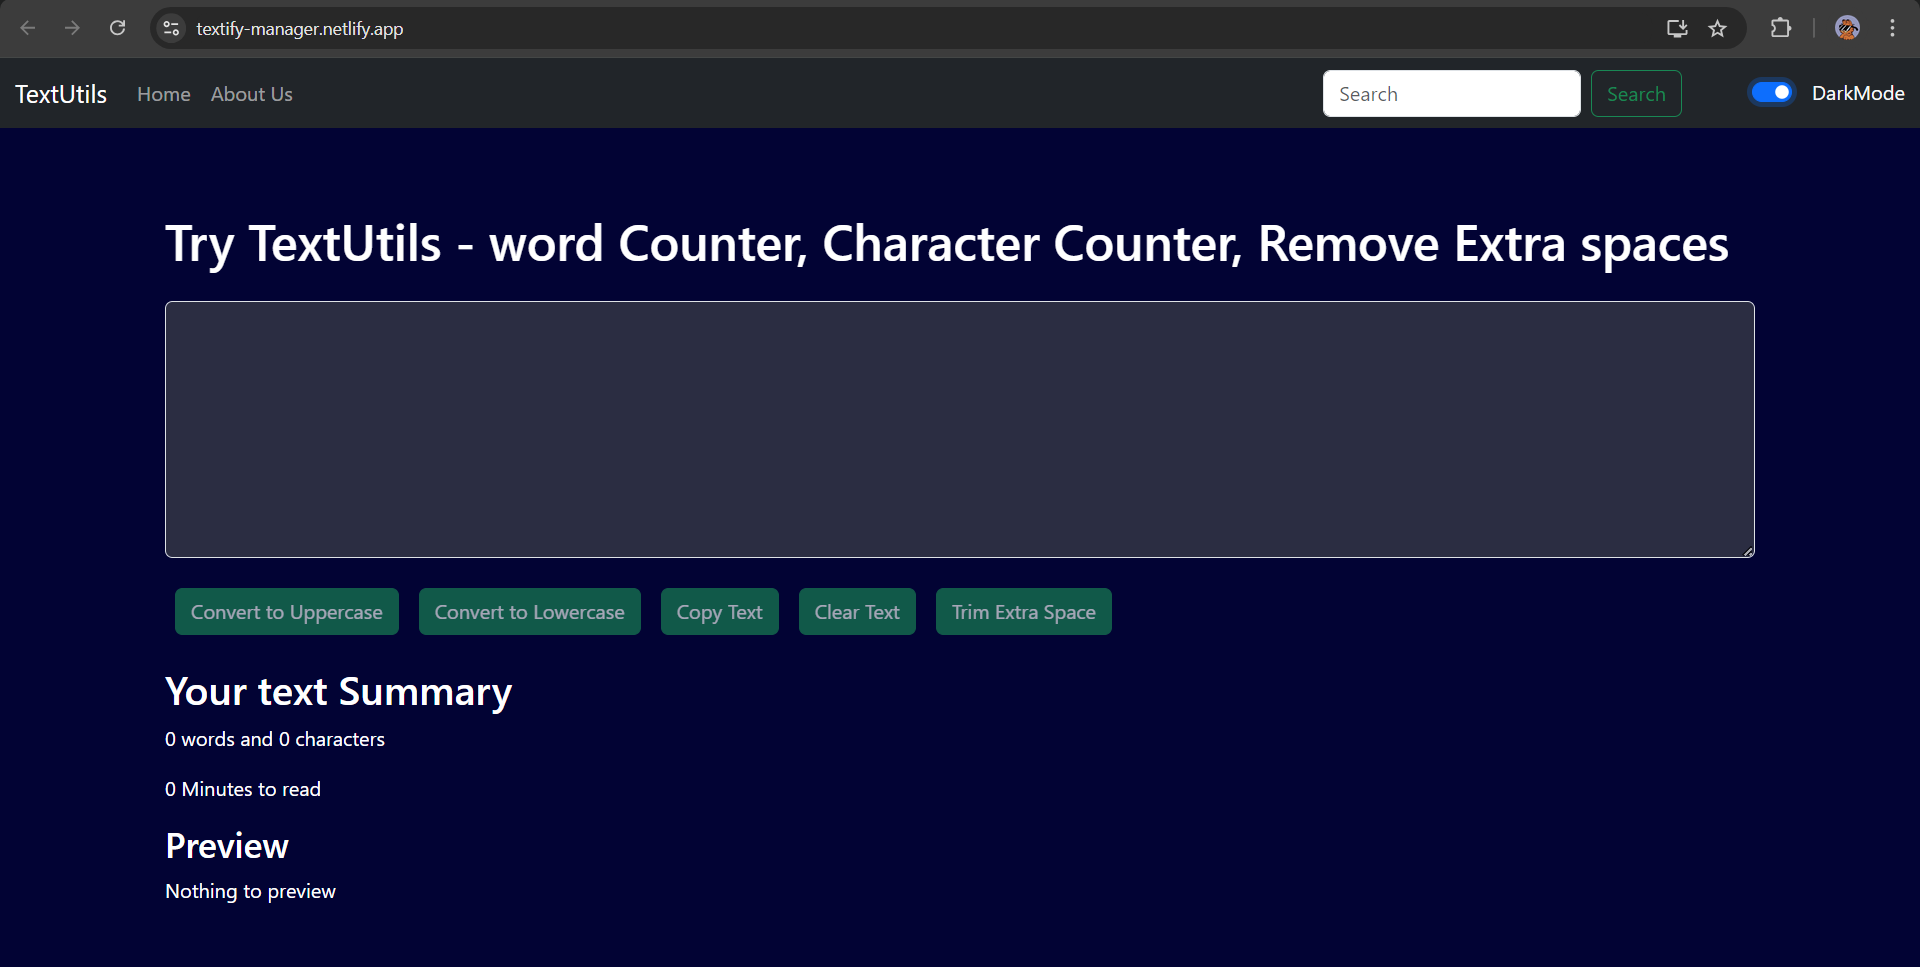 textify-manager.netlify.app
TextUtils Home About Us Search Search DarkMode
Try TextUtils - word Counter, Character Counter, Remove Extra spaces
Convert to Uppercase Convert to Lowercase Copy Text Clear Text Trim Extra Space
Your text Summary
0 words and 0 characters
0 Minutes to read
Preview
Nothing to preview